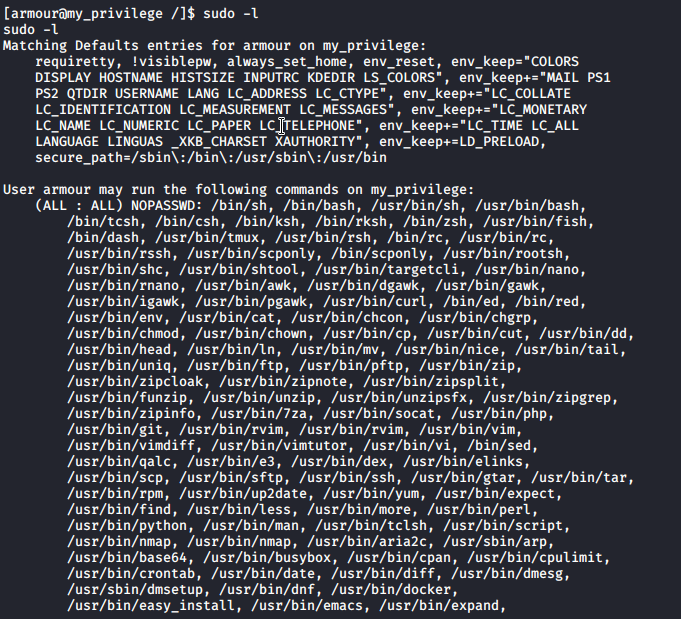 [armour@my_privilege /]$ sudo -l
sudo -l
Matching Defaults entries for armour on my_privilege:
    requiretty, !visiblepw, always_set_home, env_reset, env_keep="COLORS
    DISPLAY HOSTNAME HISTSIZE INPUTRC KDEDIR LS_COLORS", env_keep+="MAIL PS1
    PS2 QTDIR USERNAME LANG LC_ADDRESS LC_CTYPE", env_keep+="LC_COLLATE
    LC_IDENTIFICATION LC_MEASUREMENT LC_MESSAGES", env_keep+="LC_MONETARY
    LC_NAME LC_NUMERIC LC_PAPER LC_TELEPHONE", env_keep+="LC_TIME LC_ALL
    LANGUAGE LINGUAS _XKB_CHARSET XAUTHORITY", env_keep+=LD_PRELOAD,
    secure_path=/sbin\:/bin\:/usr/sbin\:/usr/bin

User armour may run the following commands on my_privilege:
    (ALL : ALL) NOPASSWD: /bin/sh, /bin/bash, /usr/bin/sh, /usr/bin/bash,
        /bin/tcsh, /bin/csh, /bin/ksh, /bin/rksh, /bin/zsh, /usr/bin/fish,
        /bin/dash, /usr/bin/tmux, /usr/bin/rsh, /bin/rc, /usr/bin/rc,
        /usr/bin/rssh, /usr/bin/scponly, /bin/scponly, /usr/bin/rootsh,
        /usr/bin/shc, /usr/bin/shtool, /usr/bin/targetcli, /usr/bin/nano,
        /usr/bin/rnano, /usr/bin/awk, /usr/bin/dgawk, /usr/bin/gawk,
        /usr/bin/igawk, /usr/bin/pgawk, /usr/bin/curl, /bin/ed, /bin/red,
        /usr/bin/env, /usr/bin/cat, /usr/bin/chcon, /usr/bin/chgrp,
        /usr/bin/chmod, /usr/bin/chown, /usr/bin/cp, /usr/bin/cut, /usr/bin/dd,
        /usr/bin/head, /usr/bin/ln, /usr/bin/mv, /usr/bin/nice, /usr/bin/tail,
        /usr/bin/uniq, /usr/bin/ftp, /usr/bin/pftp, /usr/bin/zip,
        /usr/bin/zipcloak, /usr/bin/zipnote, /usr/bin/zipsplit,
        /usr/bin/funzip, /usr/bin/unzip, /usr/bin/unzipsfx, /usr/bin/zipgrep,
        /usr/bin/zipinfo, /usr/bin/7za, /usr/bin/socat, /usr/bin/php,
        /usr/bin/git, /usr/bin/rvim, /usr/bin/rvim, /usr/bin/vim,
        /usr/bin/vimdiff, /usr/bin/vimtutor, /usr/bin/vi, /bin/sed,
        /usr/bin/qalc, /usr/bin/e3, /usr/bin/dex, /usr/bin/elinks,
        /usr/bin/scp, /usr/bin/sftp, /usr/bin/ssh, /usr/bin/gtar, /usr/bin/tar,
        /usr/bin/rpm, /usr/bin/up2date, /usr/bin/yum, /usr/bin/expect,
        /usr/bin/find, /usr/bin/less, /usr/bin/more, /usr/bin/perl,
        /usr/bin/python, /usr/bin/man, /usr/bin/tclsh, /usr/bin/script,
        /usr/bin/nmap, /usr/bin/nmap, /usr/bin/aria2c, /usr/sbin/arp,
        /usr/bin/base64, /usr/bin/busybox, /usr/bin/cpan, /usr/bin/cpulimit,
        /usr/bin/crontab, /usr/bin/date, /usr/bin/diff, /usr/bin/dmesg,
        /usr/sbin/dmsetup, /usr/bin/dnf, /usr/bin/docker,
        /usr/bin/easy_install, /usr/bin/emacs, /usr/bin/expand,